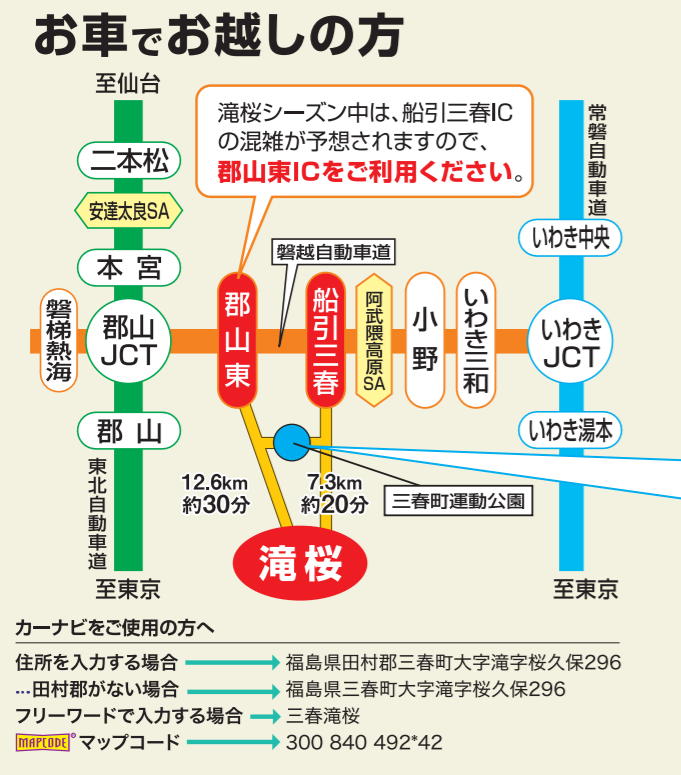 お車でお越しの方
至仙台
二本松
安達太良SA
本宮
郡山
JCT
郡山
東北自動車道
至東京
磐梯熱海
滝桜シーズン中は、船引三春IC
の混雑が予想されますので、
郡山東ICをご利用ください。
磐越自動車道
郡山東
船引三春
阿武隈高原SA
小野
いわき三和
常磐自動車道
いわき中央
いわき
JCT
いわき湯本
至東京
12.6km
約30分
7.3km
約20分
三春町運動公園
滝桜
カーナビをご使用の方へ
住所を入力する場合 福島県田村郡三春町大字滝字桜久保296
…田村郡がない場合 福島県三春町大字滝字桜久保296
フリーワードで入力する場合 三春滝桜
MAPCODE® マップコード 300 840 492*42